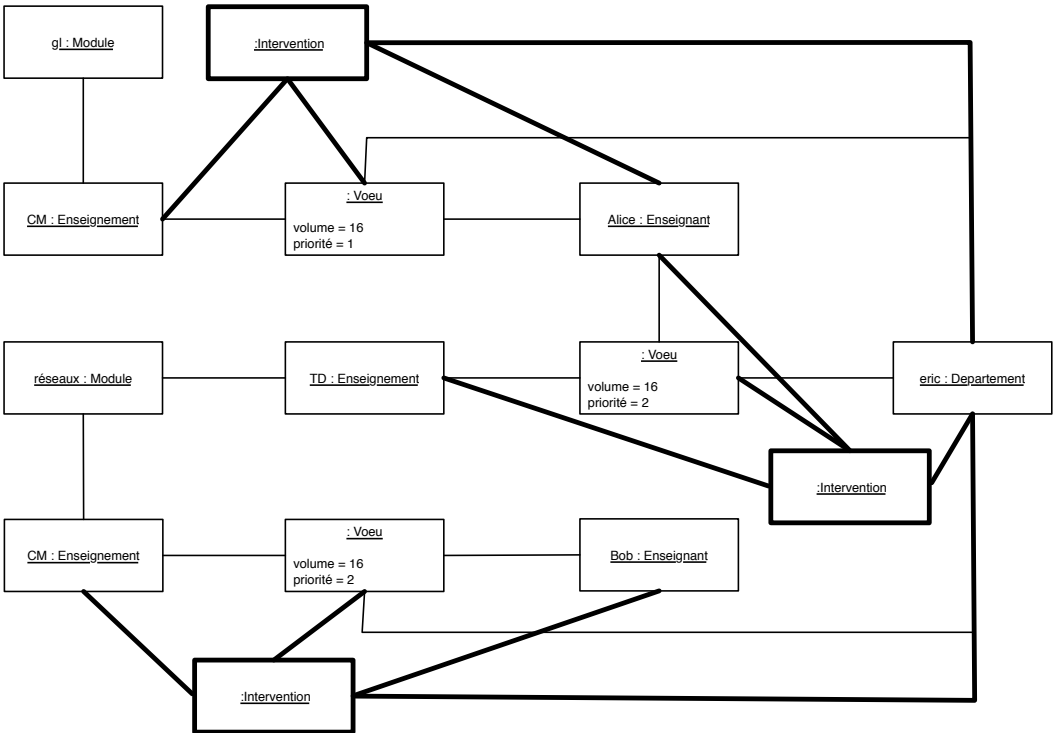 gl : Module
:Intervention
CM : Enseignement
: Voeu
volume = 16
priorité = 1
Alice : Enseignant
réseaux : Module
TD : Enseignement
: Voeu
volume = 16
priorité = 2
eric : Departement
:Intervention
CM : Enseignement
: Voeu
volume = 16
priorité = 2
Bob : Enseignant
:Intervention